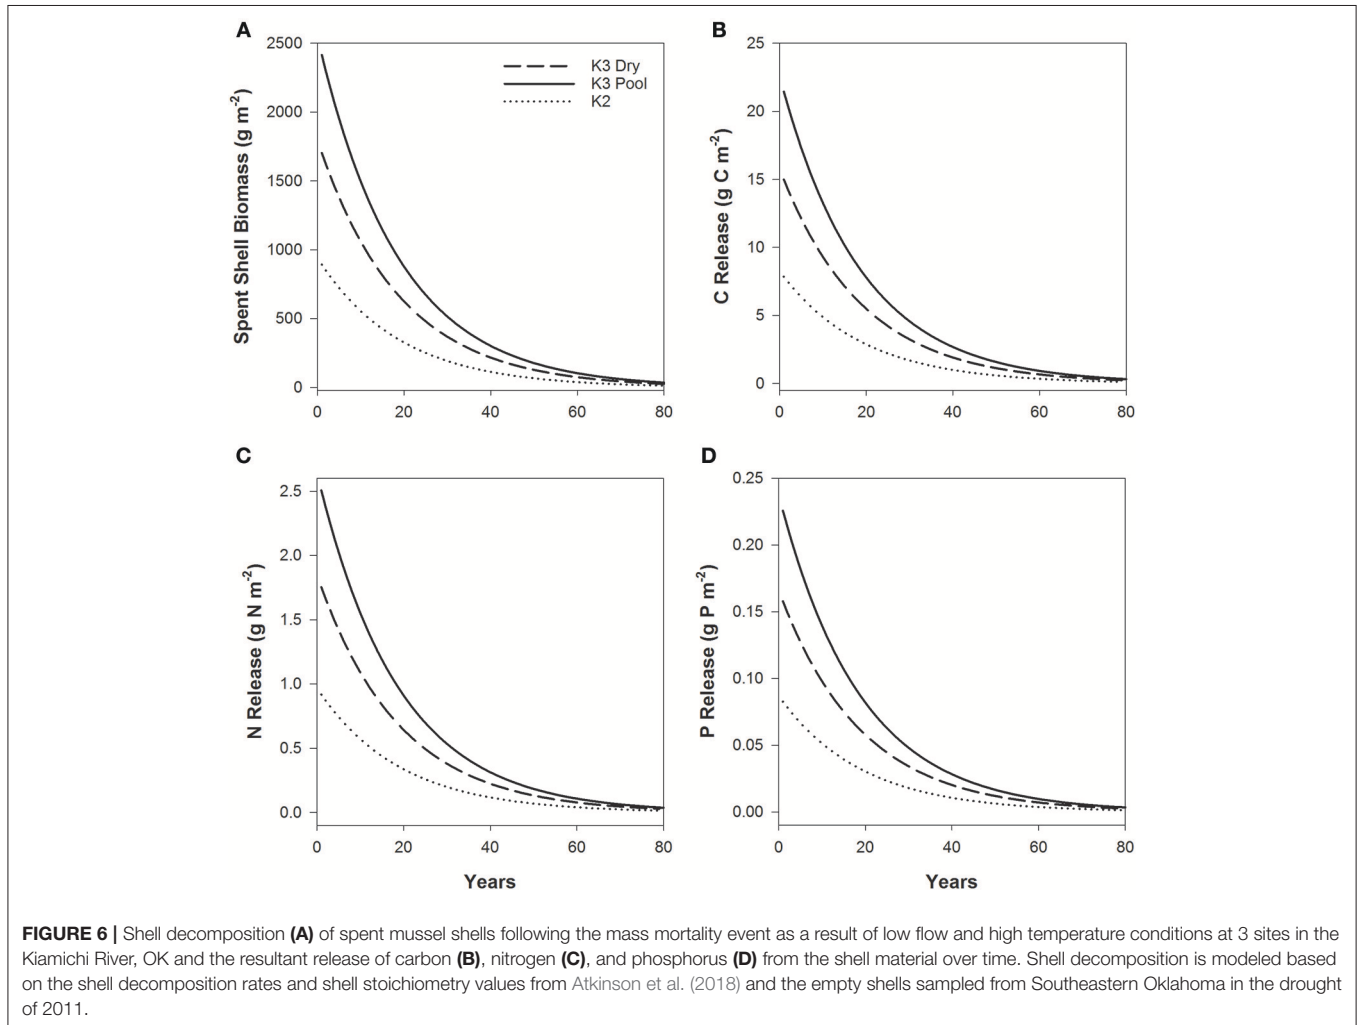 A
Spent Shell Biomass (g m-2)
2500
2000
1500
1000
500
0
0 20 40 60 80
K3 Dry
K3 Pool
K2
B
C Release (g C m-2)
25
20
15
10
5
0
0 20 40 60 80
C
N Release (g N m-2)
2.5
2.0
1.5
1.0
0.5
0.0
0 20 40 60 80
Years
D
P Release (g P m-2)
0.25
0.20
0.15
0.10
0.05
0.00
0 20 40 60 80
Years
FIGURE 6 | Shell decomposition (A) of spent mussel shells following the mass mortality event as a result of low flow and high temperature conditions at 3 sites in the
Kiamichi River, OK and the resultant release of carbon (B), nitrogen (C), and phosphorus (D) from the shell material over time. Shell decomposition is modeled based
on the shell decomposition rates and shell stoichiometry values from Atkinson et al. (2018) and the empty shells sampled from Southeastern Oklahoma in the drought
of 2011.